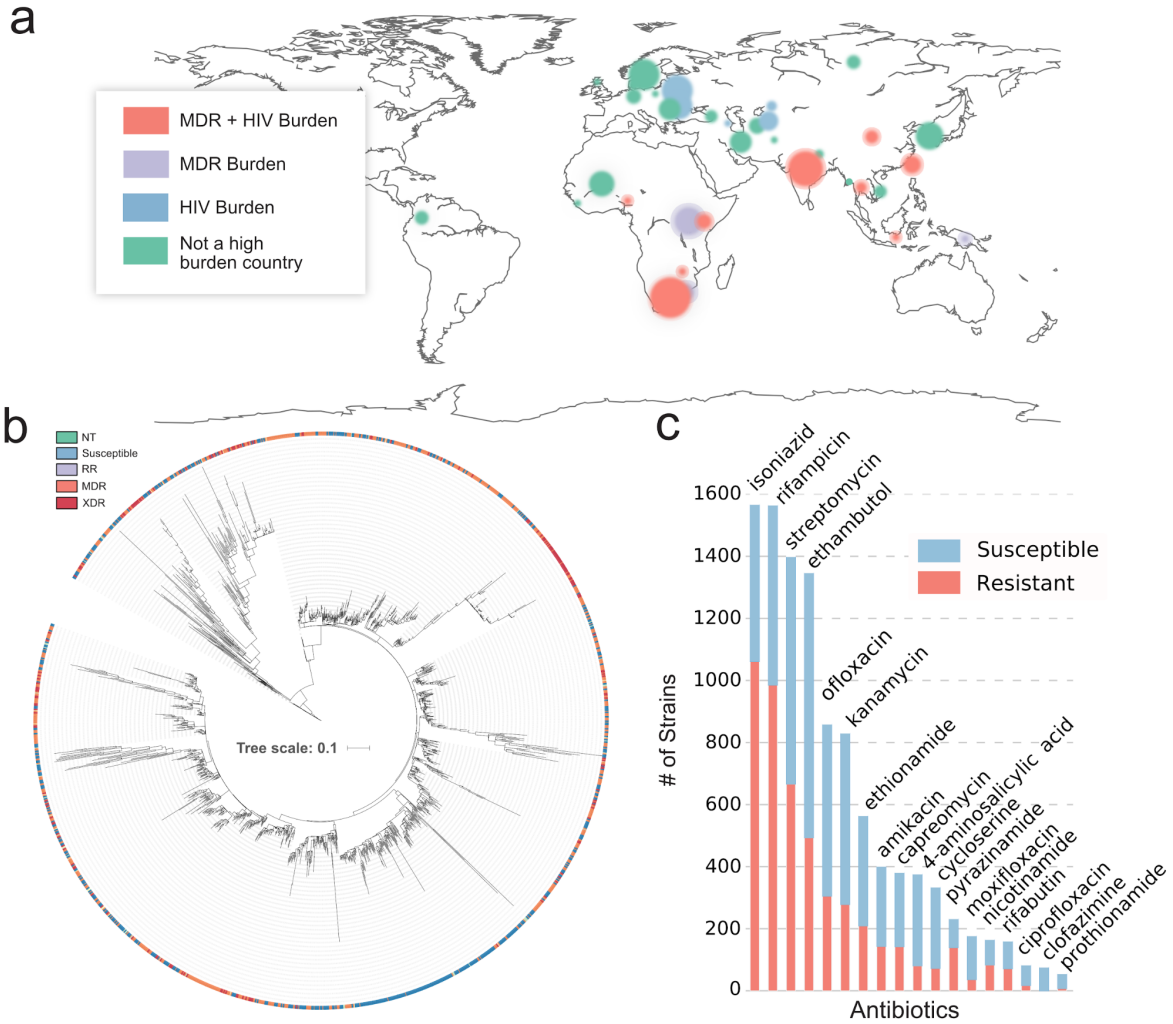 a
MDR + HIV Burden
MDR Burden
HIV Burden
Not a high
burden country
b
NT
Susceptible
RR
MDR
XDR
Tree scale: 0.1
c
isoniazid
rifampicin
streptomycin
ethambutol
ofloxacin
kanamycin
ethionamide
amikacin
capreomycin
4-aminosalicylic acid
cycloserine
pyrazinamide
moxifloxacin
nicotinamide
rifabutin
ciprofloxacin
clofazimine
prothionamide
Susceptible
Resistant
1600
1400
1200
1000
800
600
400
200
0
# of Strains
Antibiotics